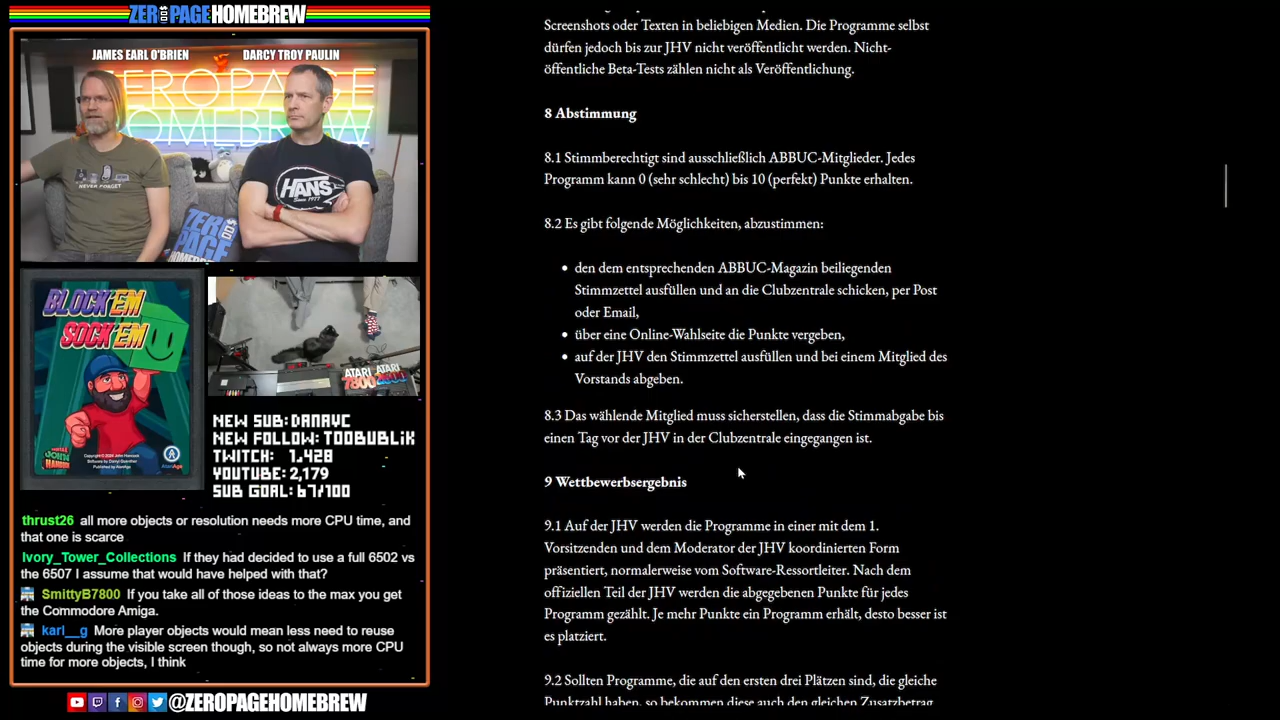 ZEROPAGE HOMEBREW
JAMES EARL O'BRIEN
DARCY TROY PAULIN
ZEROPAGE
HOMEBREW
NEVER FORGET
HANS
Since 1977
ZERO
PAGE
HOMEBREW
BLOCK'EM
SOCK'EM
JOHN
HANCOCK
AtariAge
ATARI
7800
ATARI
NEW SUB: DANAVC
NEW FOLLOW: TOOBUBLIK
TWITCH: 1,428
YOUTUBE: 2,179
SUB GOAL: 67/100
thrust26 all more objects or resolution needs more CPU time, and
that one is scarce
Ivory_Tower_Collections If they had decided to use a full 6502 vs
the 6507 I assume that would have helped with that?
SmittyB7800 If you take all of those ideas to the max you get
the Commodore Amiga.
karl__g More player objects would mean less need to reuse
objects during the visible screen though, so not always more CPU
time for more objects, I think
@ZEROPAGEHOMEBREW
Screenshots oder Texten in beliebigen Medien. Die Programme selbst
dürfen jedoch bis zur JHV nicht veröffentlicht werden. Nicht-
öffentliche Beta-Tests zählen nicht als Veröffentlichung.
8 Abstimmung
8.1 Stimmberechtigt sind ausschließlich ABBUC-Mitglieder. Jedes
Programm kann 0 (sehr schlecht) bis 10 (perfekt) Punkte erhalten.
8.2 Es gibt folgende Möglichkeiten, abzustimmen:
• den dem entsprechenden ABBUC-Magazin beiliegenden
Stimmzettel ausfüllen und an die Clubzentrale schicken, per Post
oder Email,
• über eine Online-Wahlseite die Punkte vergeben,
• auf der JHV den Stimmzettel ausfüllen und bei einem Mitglied des
Vorstands abgeben.
8.3 Das wählende Mitglied muss sicherstellen, dass die Stimmabgabe bis
einen Tag vor der JHV in der Clubzentrale eingegangen ist.
9 Wettbewerbsergebnis
9.1 Auf der JHV werden die Programme in einer mit dem 1.
Vorsitzenden und dem Moderator der JHV koordinierten Form
präsentiert, normalerweise vom Software-Ressortleiter. Nach dem
offiziellen Teil der JHV werden die abgegebenen Punkte für jedes
Programm gezählt. Je mehr Punkte ein Programm erhält, desto besser ist
es platziert.
9.2 Sollten Programme, die auf den ersten drei Plätzen sind, die gleiche
Punktzahl haben, so bekommen diese auch den gleichen Zusatzbetrag